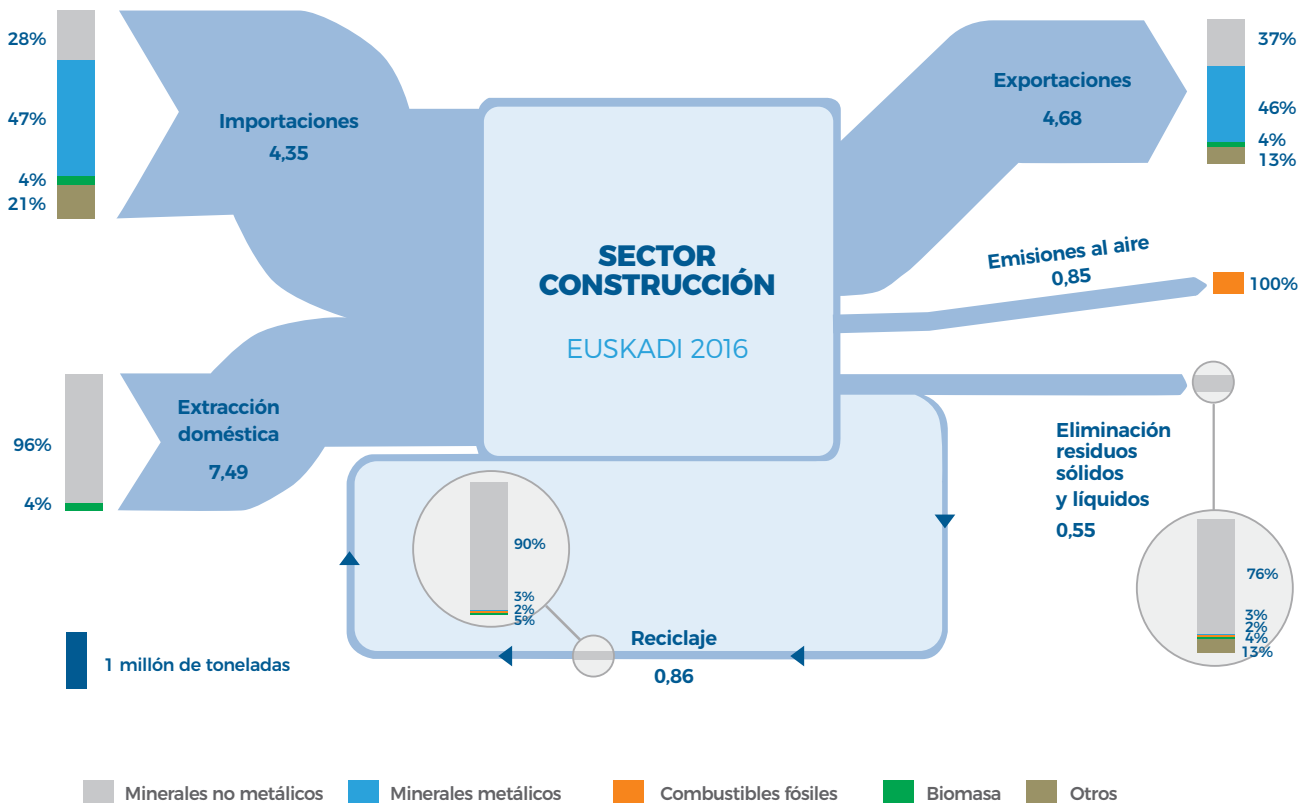 28%
47%
4%
21%
Importaciones
4,35
SECTOR
CONSTRUCCIÓN
EUSKADI 2016
Exportaciones
4,68
37%
46%
4%
13%
Emisiones al aire
0,85
100%
96%
4%
Extracción
doméstica
7,49
Eliminación
residuos
sólidos
y líquidos
0,55
76%
3%
2%
4%
13%
90%
3%
2%
5%
Reciclaje
0,86
1 millón de toneladas
Minerales no metálicos
Minerales metálicos
Combustibles fósiles
Biomasa
Otros